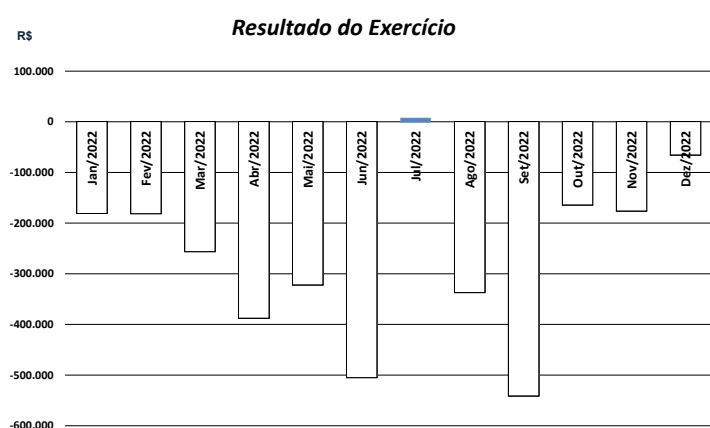 Resultado do Exercício
R$
100.000
0
-100.000
-200.000
-300.000
-400.000
-500.000
-600.000
Jan/2022
Fev/2022
Mar/2022
Abr/2022
Mai/2022
Jun/2022
Jul/2022
Ago/2022
Set/2022
Out/2022
Nov/2022
Dez/2022